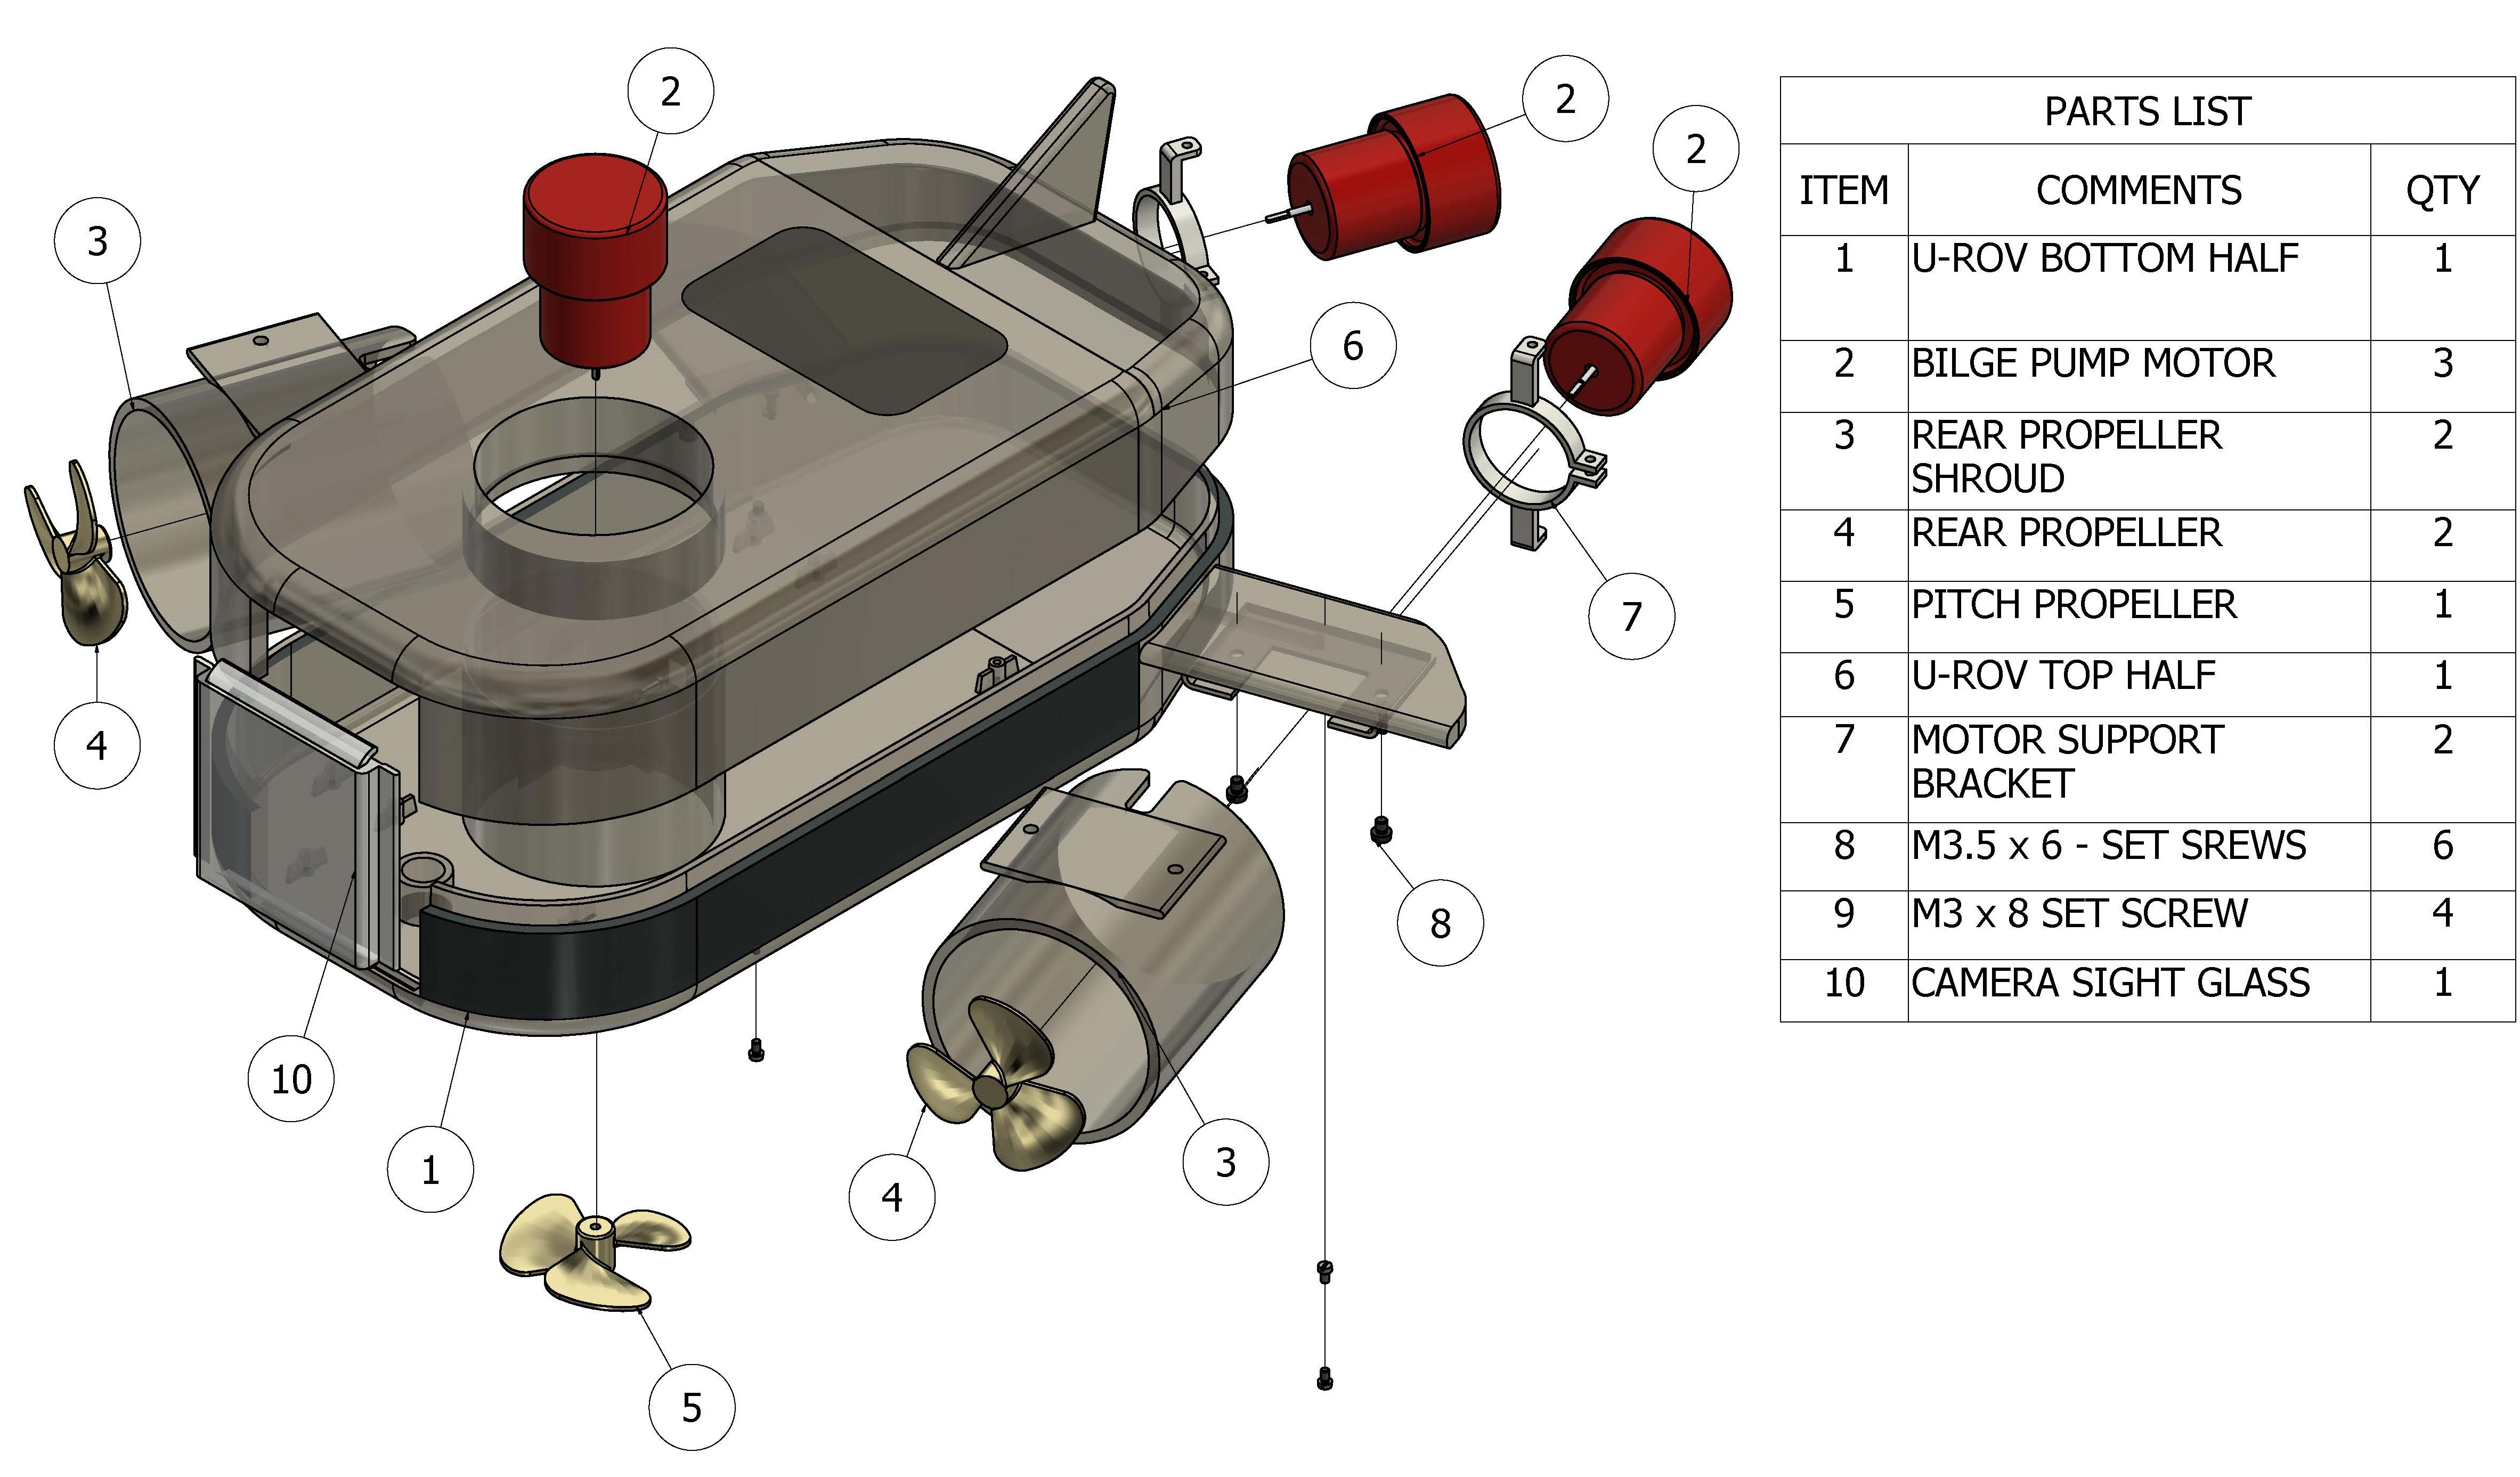 2
2
2
3
6
7
4
8
10
1
4
3
5
PARTS LIST
ITEM COMMENTS QTY
1 U-ROV BOTTOM HALF 1
2 BILGE PUMP MOTOR 3
3 REAR PROPELLER 2
SHROUD
4 REAR PROPELLER 2
5 PITCH PROPELLER 1
6 U-ROV TOP HALF 1
7 MOTOR SUPPORT 2
BRACKET
8 M3.5 x 6 - SET SREWS 6
9 M3 x 8 SET SCREW 4
10 CAMERA SIGHT GLASS 1